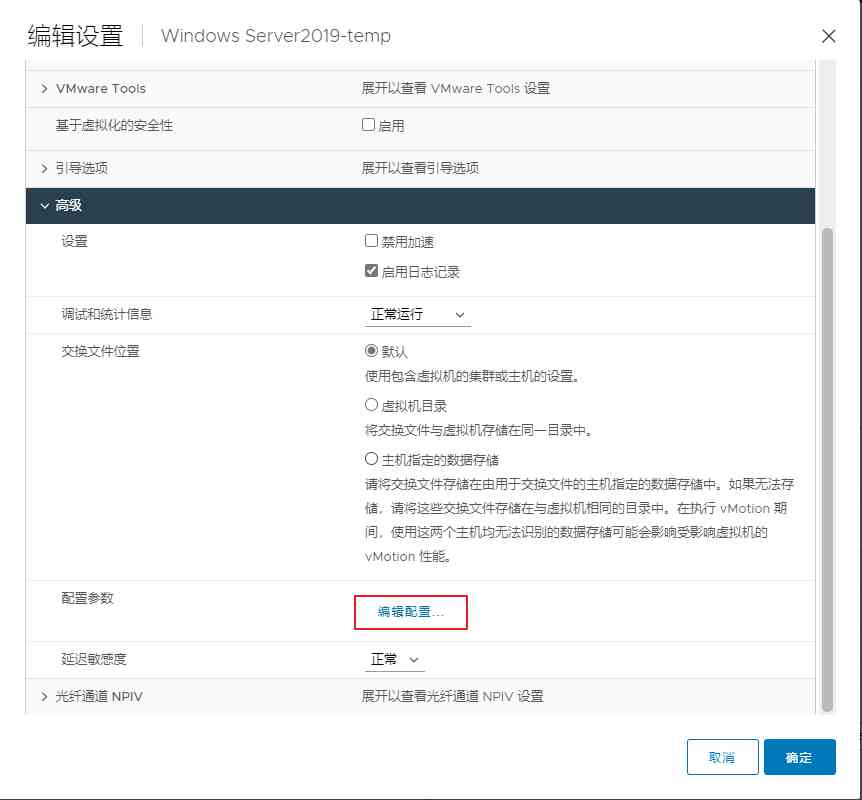 编辑设置 Windows Server2019-temp
VMware Tools 展开以查看 VMware Tools 设置
基于虚拟化的安全性 启用
引导选项 展开以查看引导选项
高级
设置 禁用加速
启用日志记录
调试和统计信息 正常运行
交换文件位置 默认
使用包含虚拟机的集群或主机的设置。
虚拟机目录
将交换文件与虚拟机存储在同一目录中。
主机指定的数据存储
请将交换文件存储在由用于交换文件的主机指定的数据存储中。如果无法存
储，请将这些交换文件存储在与虚拟机相同的目录中。在执行 vMotion 期
间，使用这两个主机均无法识别的数据存储可能会影响受影响虚拟机的
vMotion 性能。
配置参数 编辑配置...
延迟敏感度 正常
光纤通道 NPIV 展开以查看光纤通道 NPIV 设置
取消 确定